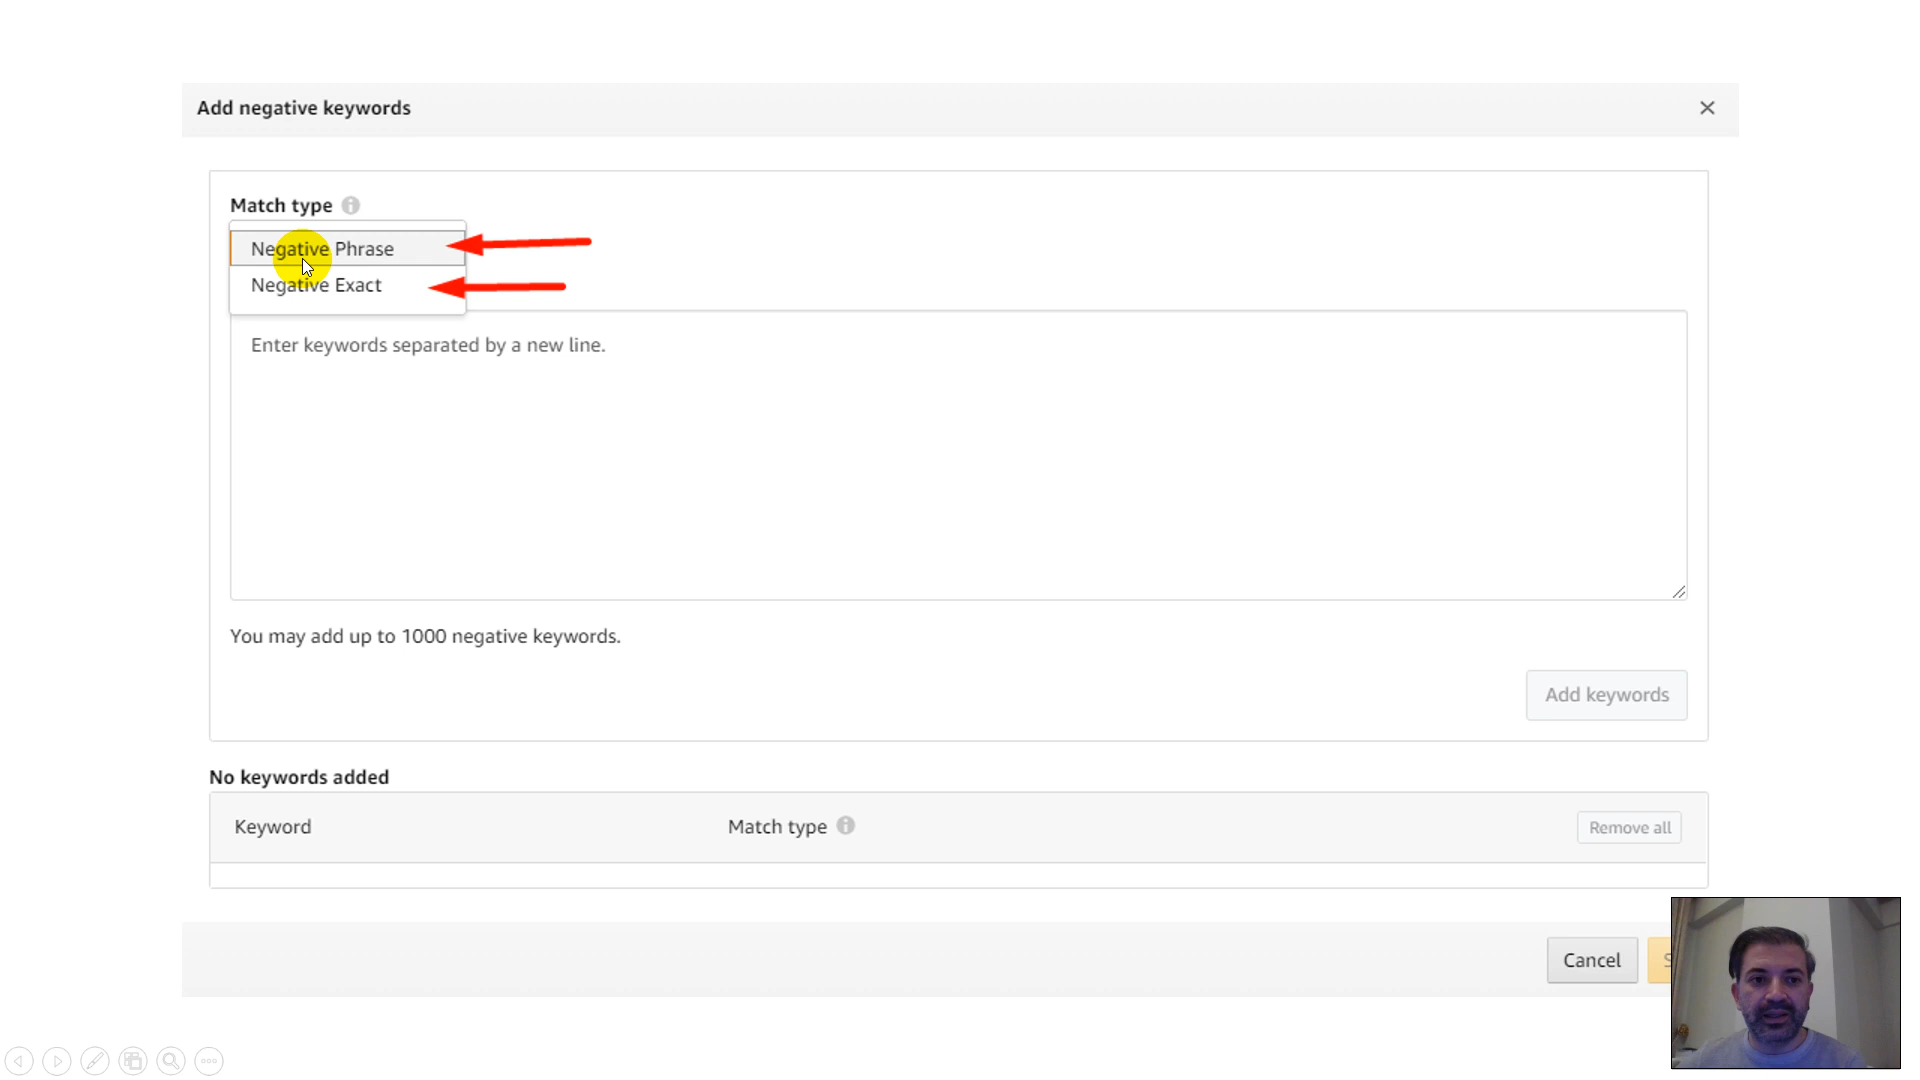 Add negative keywords
Match type
Negative Phrase
Negative Exact
Enter keywords separated by a new line.
You may add up to 1000 negative keywords.
Add keywords
No keywords added
Keyword
Match type
Remove all
Cancel